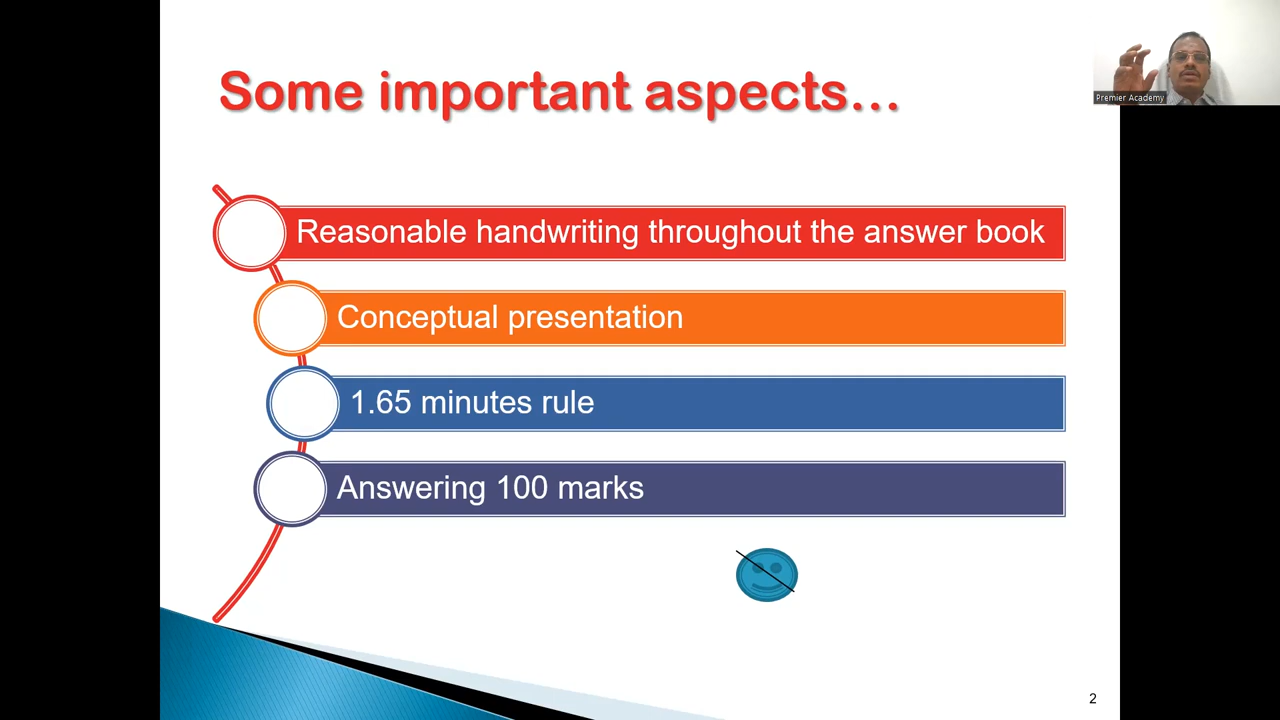 Some important aspects...
Premier Academy
Reasonable handwriting throughout the answer book
Conceptual presentation
1.65 minutes rule
Answering 100 marks
2